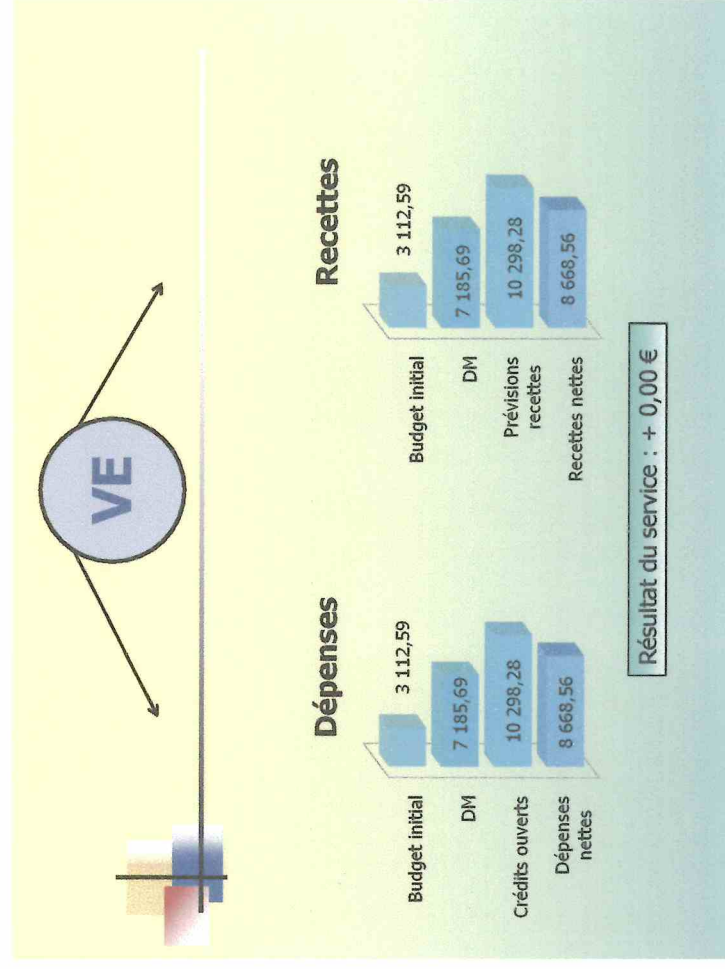 VE
Dépenses
Budget initial
3 112,59
DM
7 185,69
Crédits ouverts
10 298,28
Dépenses
nettes
8 668,56
Recettes
Budget initial
3 112,59
DM
7 185,69
Prévisions
recettes
10 298,28
Recettes nettes
8 668,56
Résultat du service : + 0,00 €